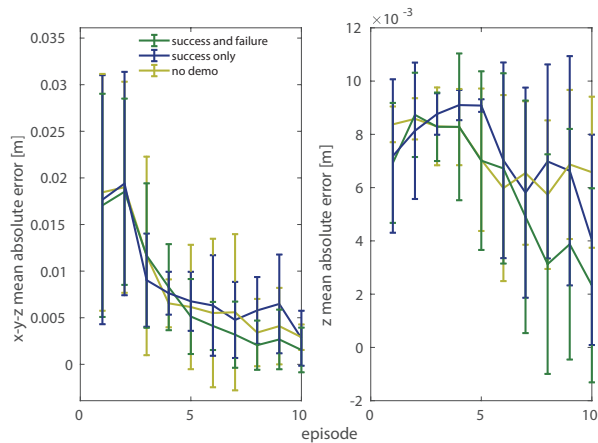 × 10⁻³
0.035
0.03
0.025
0.02
0.015
0.01
0.005
0
x-y-z mean absolute error [m]
success and failure
success only
no demo
12
10
8
6
4
2
0
-2
z mean absolute error [m]
0 5 10
0 5 10
episode